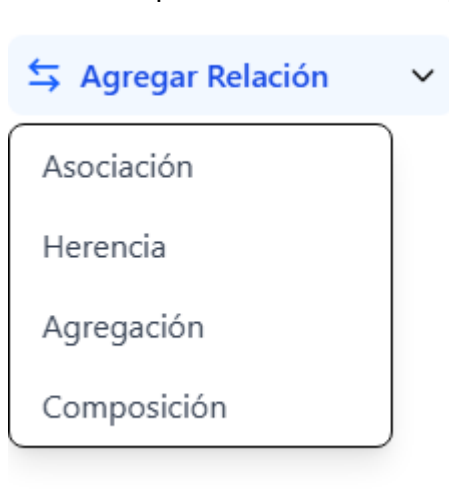 Agregar Relación
Asociación
Herencia
Agregación
Composición